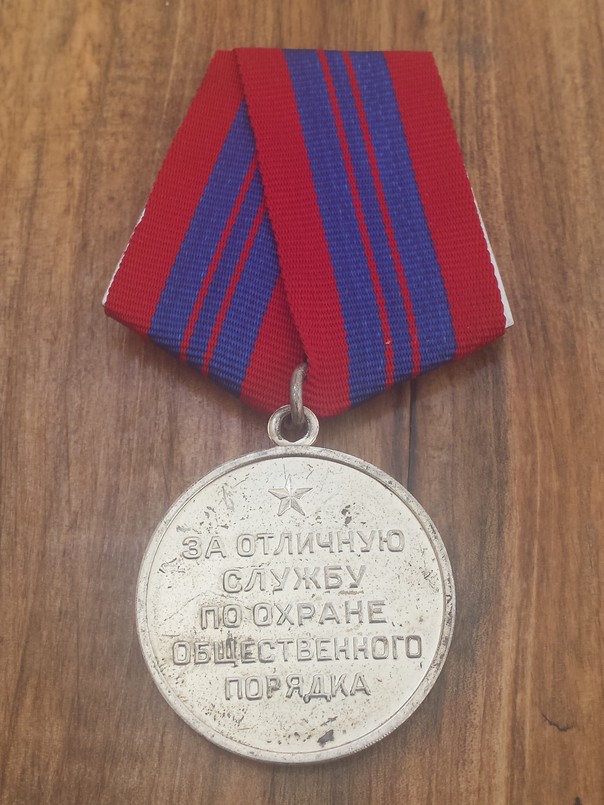 ЗА ОТЛИЧНУЮ
СЛУЖБУ
ПО ОХРАНЕ
ОБЩЕСТВЕННОГО
ПОРЯДКА